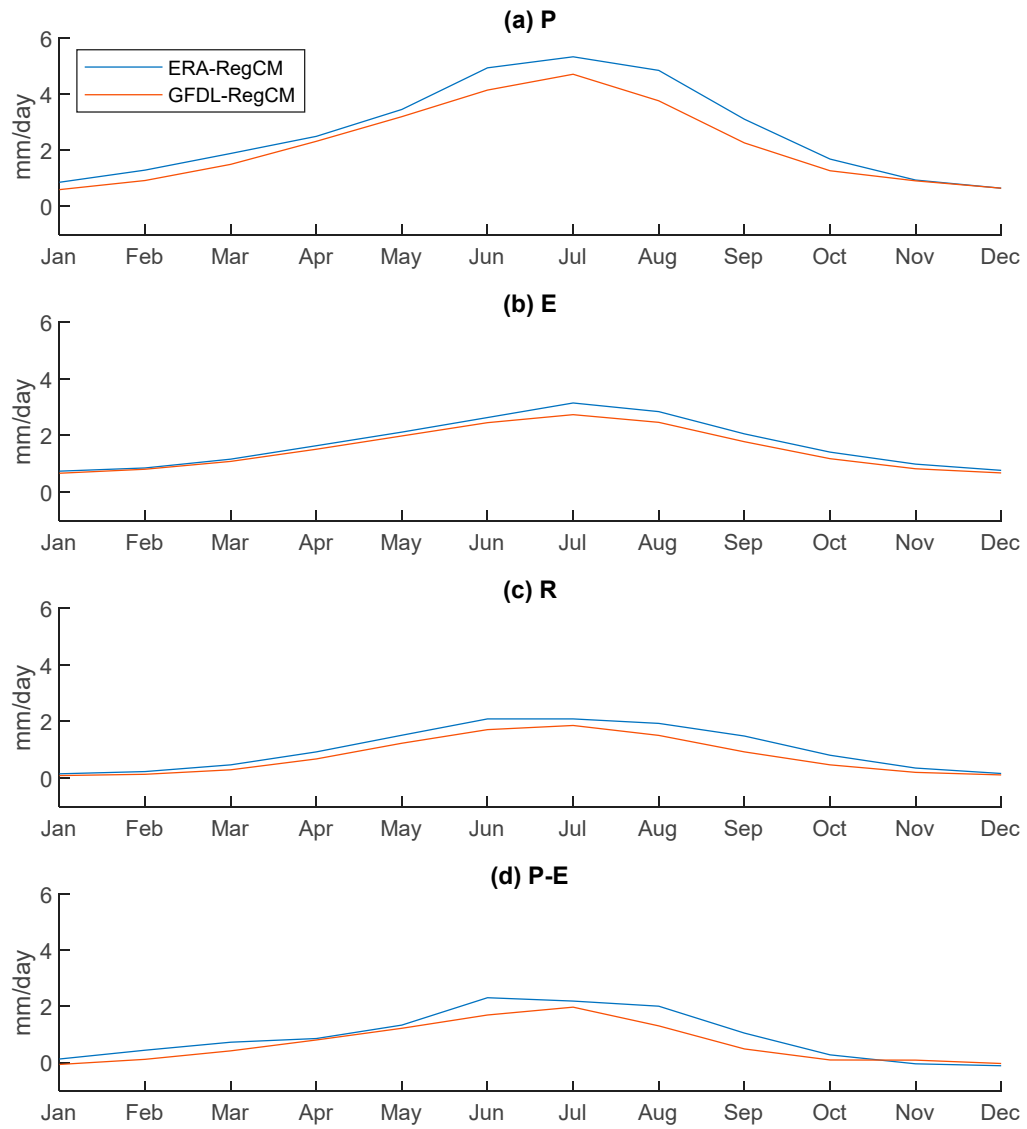 (a) P
ERA-RegCM
GFDL-RegCM
mm/day
6
4
2
0
Jan Feb Mar Apr May Jun Jul Aug Sep Oct Nov Dec
(b) E
mm/day
6
4
2
0
Jan Feb Mar Apr May Jun Jul Aug Sep Oct Nov Dec
(c) R
mm/day
6
4
2
0
Jan Feb Mar Apr May Jun Jul Aug Sep Oct Nov Dec
(d) P-E
mm/day
6
4
2
0
Jan Feb Mar Apr May Jun Jul Aug Sep Oct Nov Dec